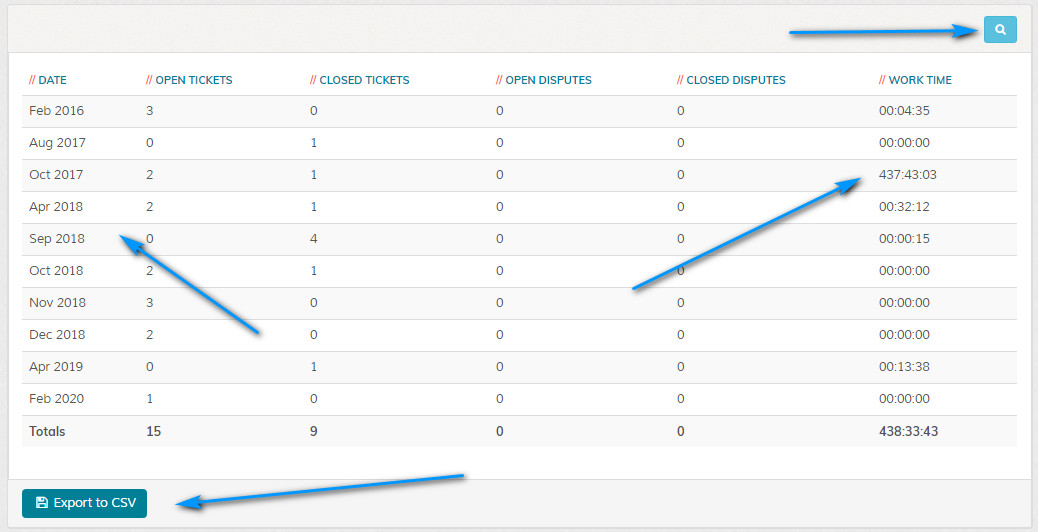 // DATE // OPEN TICKETS // CLOSED TICKETS // OPEN DISPUTES // CLOSED DISPUTES // WORK TIME
Feb 2016 3 0 0 0 00:04:35
Aug 2017 0 1 0 0 00:00:00
Oct 2017 2 1 0 0 437:43:03
Apr 2018 2 1 0 0 00:32:12
Sep 2018 0 4 0 0 00:00:15
Oct 2018 2 1 0 0 00:00:00
Nov 2018 3 0 0 0 00:00:00
Dec 2018 2 0 0 0 00:00:00
Apr 2019 0 1 0 0 00:13:38
Feb 2020 1 0 0 0 00:00:00
Totals 15 9 0 0 438:33:43
Export to CSV